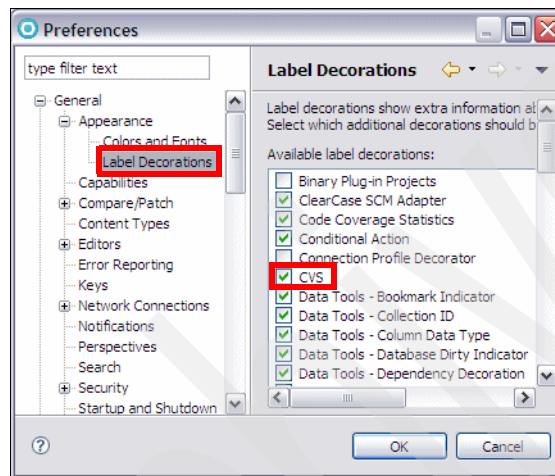 Preferences
type filter text
General
Appearance
Colors and Fonts
Label Decorations
Capabilities
Compare/Patch
Content Types
Editors
Error Reporting
Keys
Network Connections
Notifications
Perspectives
Search
Security
Startup and Shutdown
Label Decorations
Label decorations show extra information
Select which additional decorations should b
Available label decorations:
Binary Plug-in Projects
ClearCase SCM Adapter
Code Coverage Statistics
Conditional Action
Connection Profile Decorator
CVS
Data Tools - Bookmark Indicator
Data Tools - Collection ID
Data Tools - Column Data Type
Data Tools - Database Dirty Indicator
Data Tools - Dependency Decoration
?
OK
Cancel